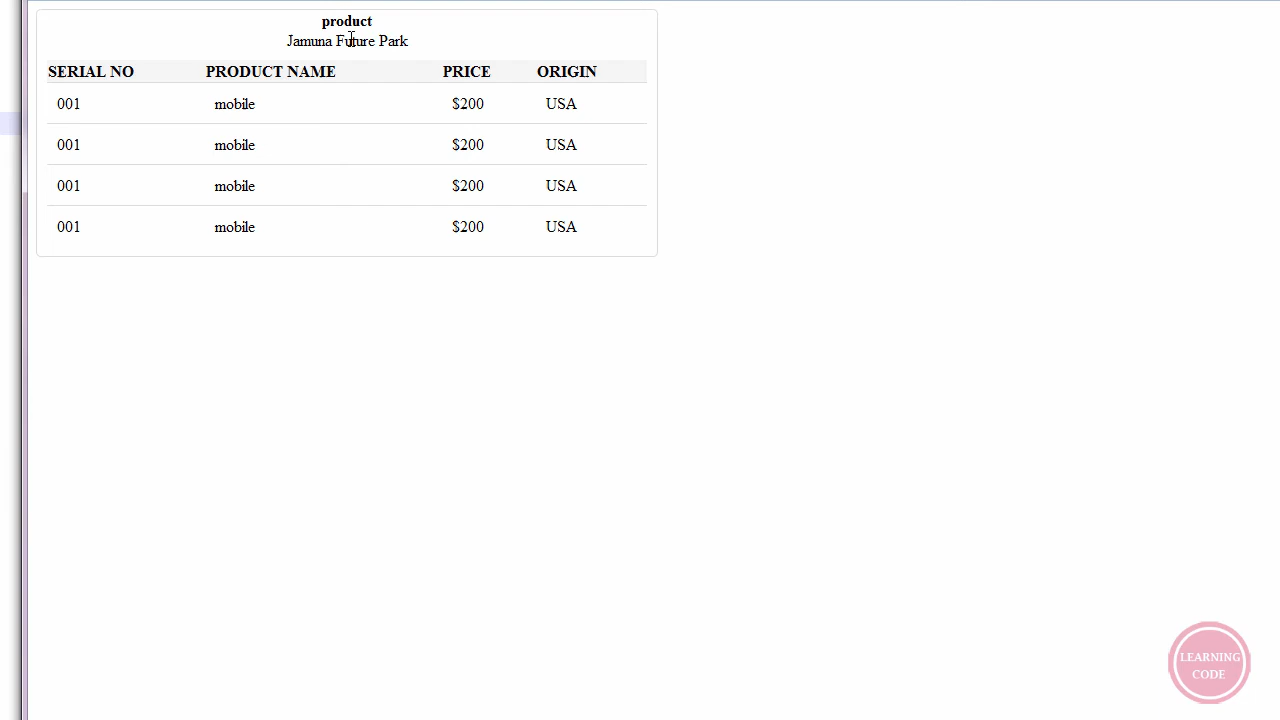 product
Jamuna Future Park
SERIAL NO PRODUCT NAME PRICE ORIGIN
001 mobile $200 USA
001 mobile $200 USA
001 mobile $200 USA
001 mobile $200 USA
LEARNING
CODE